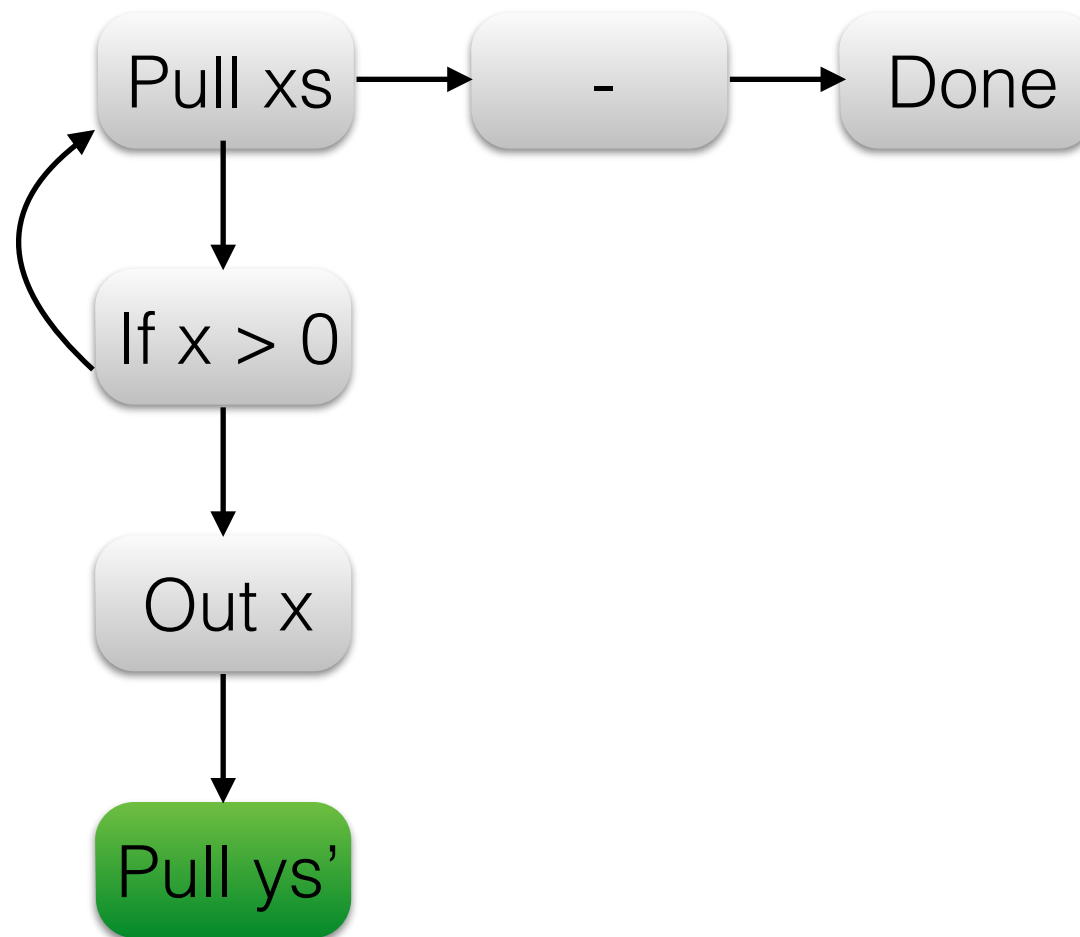 Pull xs
-
Done
If x > 0
Out x
Pull ys’